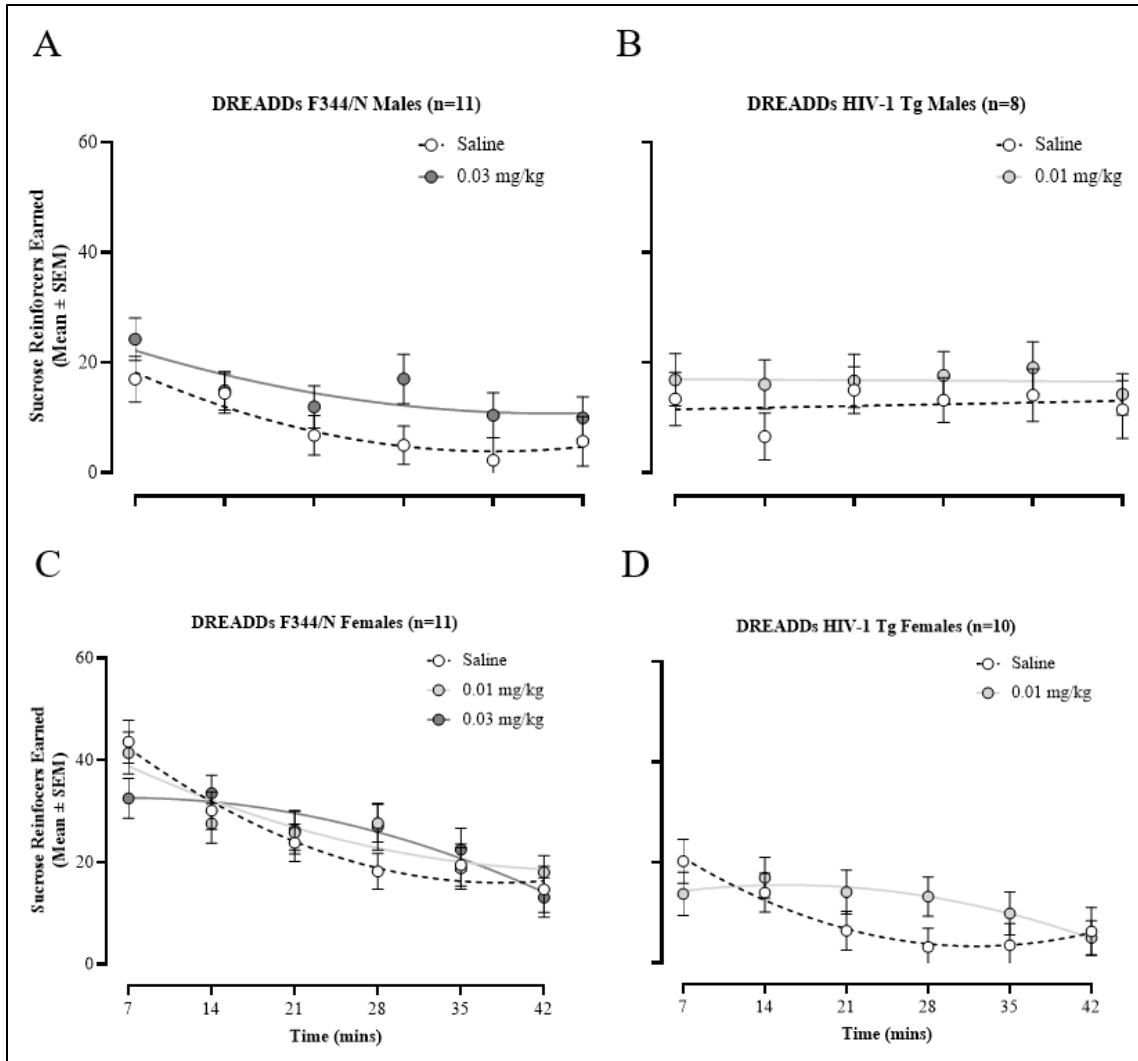 A
DREADDs F344/N Males (n=11)
Saline
0.03 mg/kg
60
40
20
0
Sucrose Reinforcers Earned
(Mean ± SEM)
B
DREADDs HIV-1 Tg Males (n=8)
Saline
0.01 mg/kg
C
DREADDs F344/N Females (n=11)
Saline
0.01 mg/kg
0.03 mg/kg
60
40
20
0
Sucrose Reinfocers Earned
(Mean ± SEM)
7 14 21 28 35 42
Time (mins)
D
DREADDs HIV-1 Tg Females (n=10)
Saline
0.01 mg/kg
7 14 21 28 35 42
Time (mins)